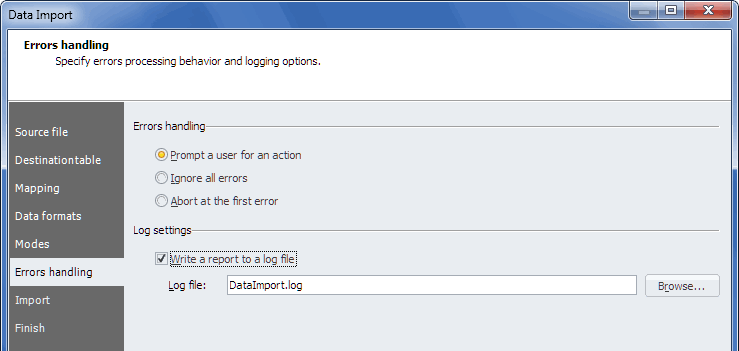 Data Import
Errors handling
Specify errors processing behavior and logging options.
Source file
Destinationtable
Mapping
Data formats
Modes
Errors handling
Import
Finish
Errors handling
Prompt a user for an action
Ignore all errors
Abort at the first error
Log settings
Write a report to a log file
Log file: DataImport.log Browse...